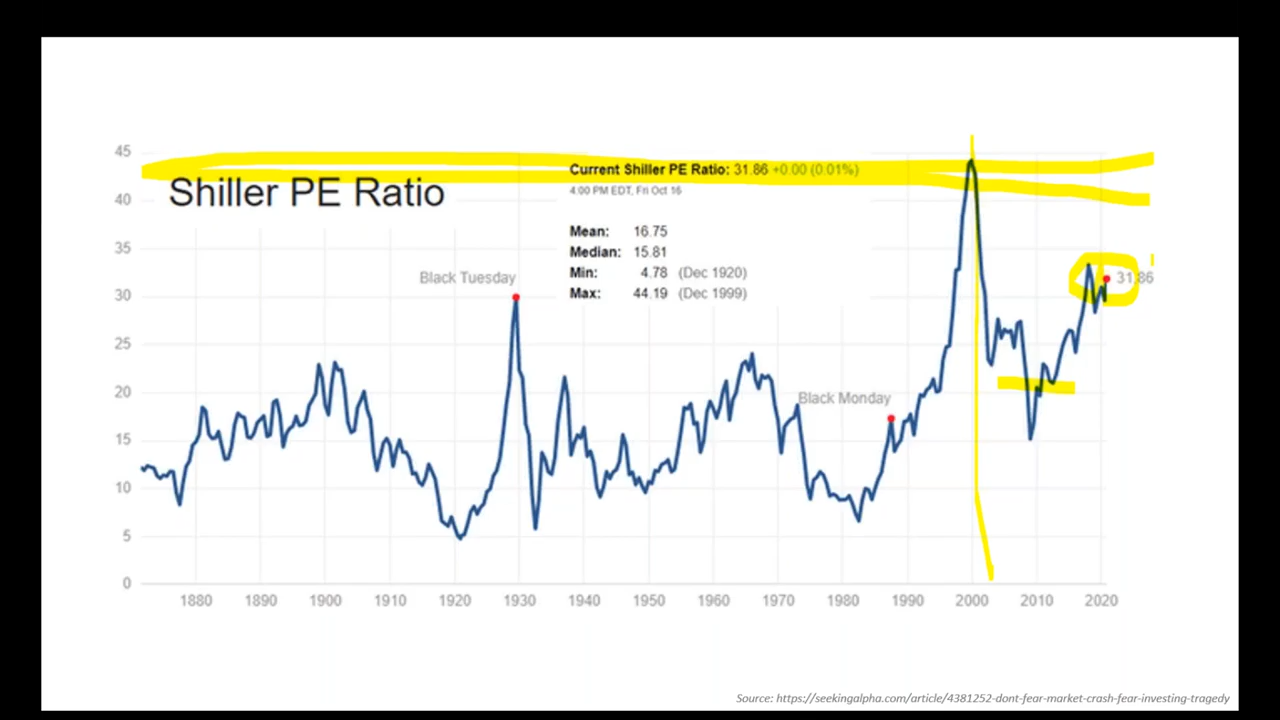 45
Current Shiller PE Ratio: 31.86 +0.00 (0.01%)
Shiller PE Ratio
4:00 PM EDT, Fri Oct 16
40
Mean: 16.75
35
Median: 15.81
Black Tuesday
Min: 4.78 (Dec 1920)
31.86
30
Max: 44.19 (Dec 1999)
25
20
Black Monday
15
10
5
0
1880 1890 1900 1910 1920 1930 1940 1950 1960 1970 1980 1990 2000 2010 2020
Source: https://seekingalpha.com/article/4381252-dont-fear-market-crash-fear-investing-tragedy